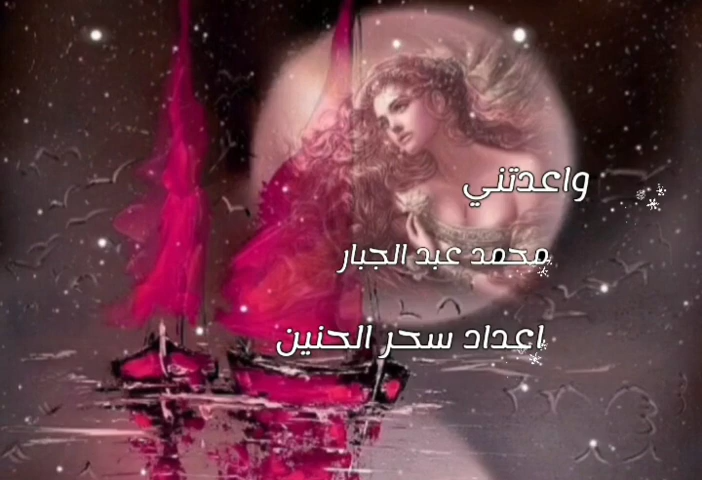 واعدتني
محمد عبد الجبار
اعداد سحر الحنين